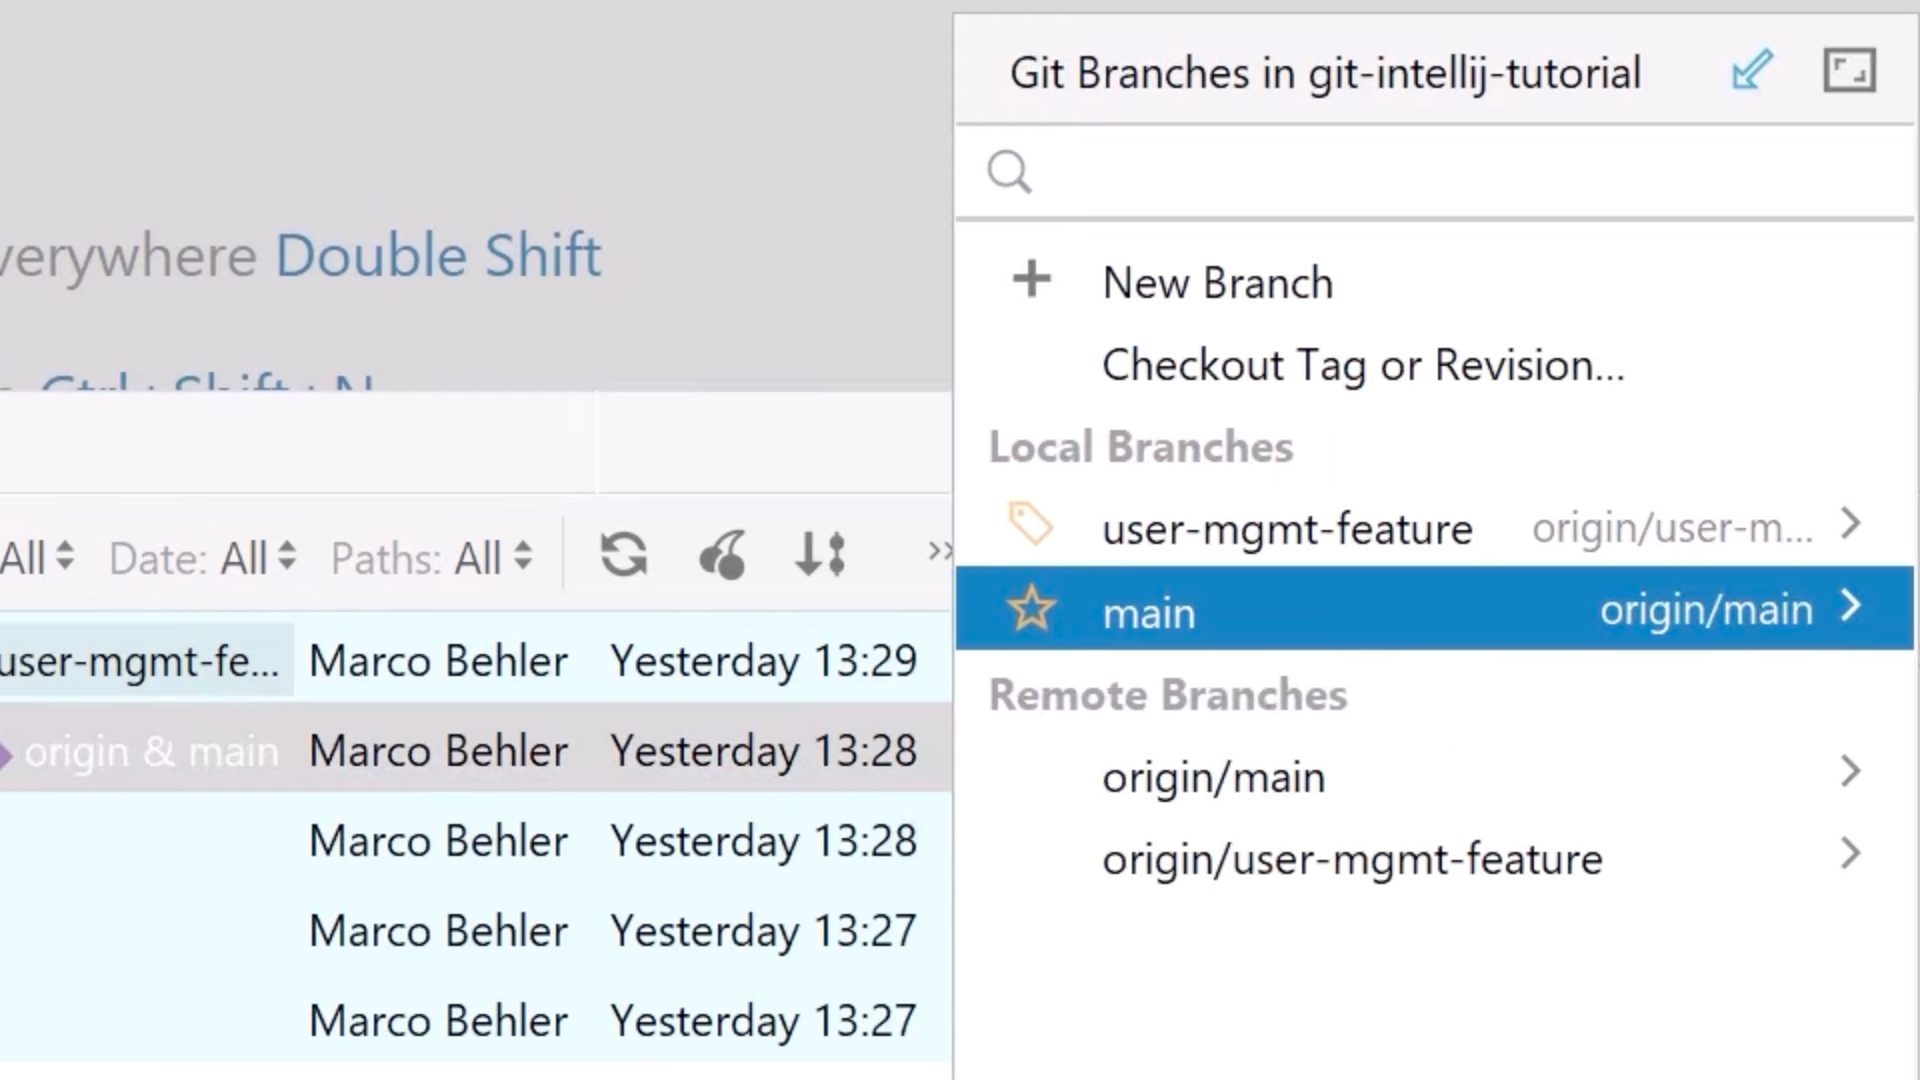 Git Branches in git-intellij-tutorial
verywhere Double Shift
Ctrl+Shift+N
New Branch
Checkout Tag or Revision...
Local Branches
user-mgmt-feature origin/user-m...
main origin/main
Remote Branches
origin/main
origin/user-mgmt-feature
All Date: All Paths: All
user-mgmt-fe... Marco Behler Yesterday 13:29
origin & main Marco Behler Yesterday 13:28
Marco Behler Yesterday 13:28
Marco Behler Yesterday 13:27
Marco Behler Yesterday 13:27